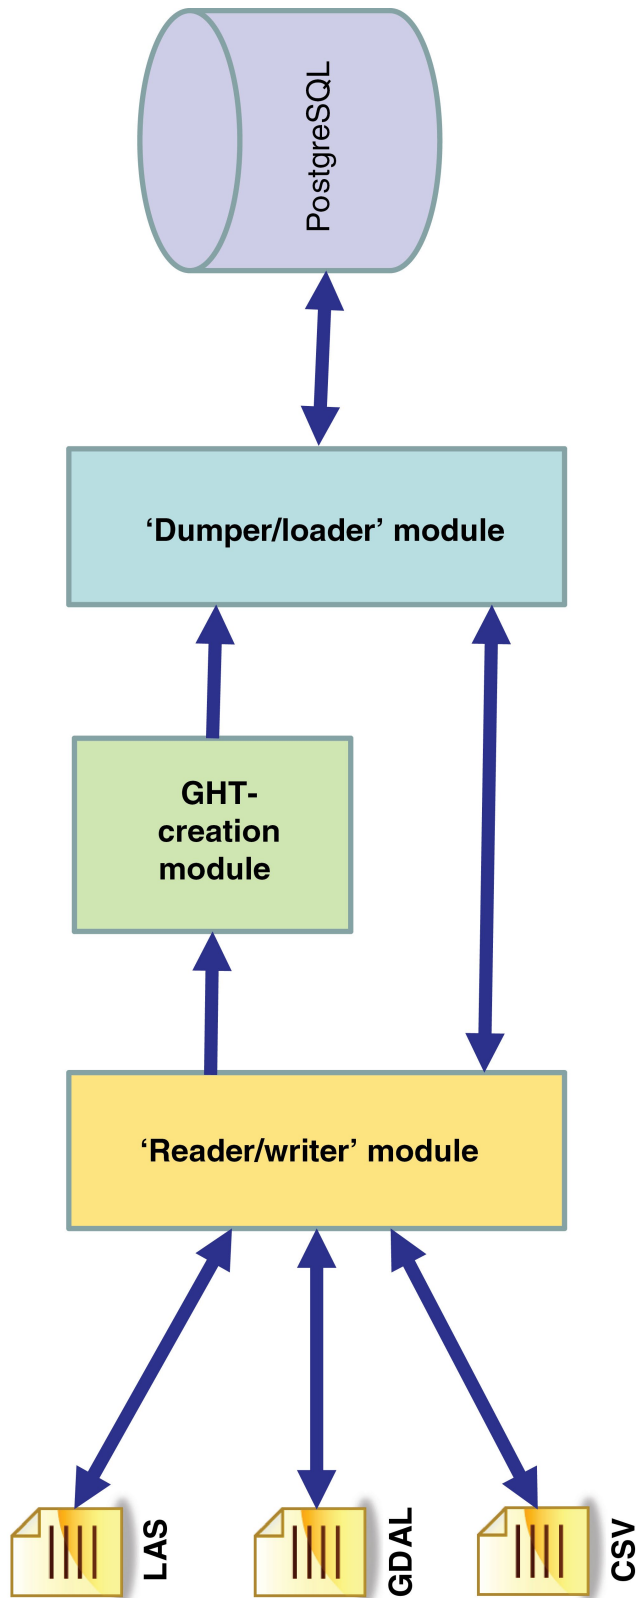 PostgreSQL
‘Dumper/loader’ module
GHT-
creation
module
‘Reader/writer’ module
LAS
GDAL
CSV